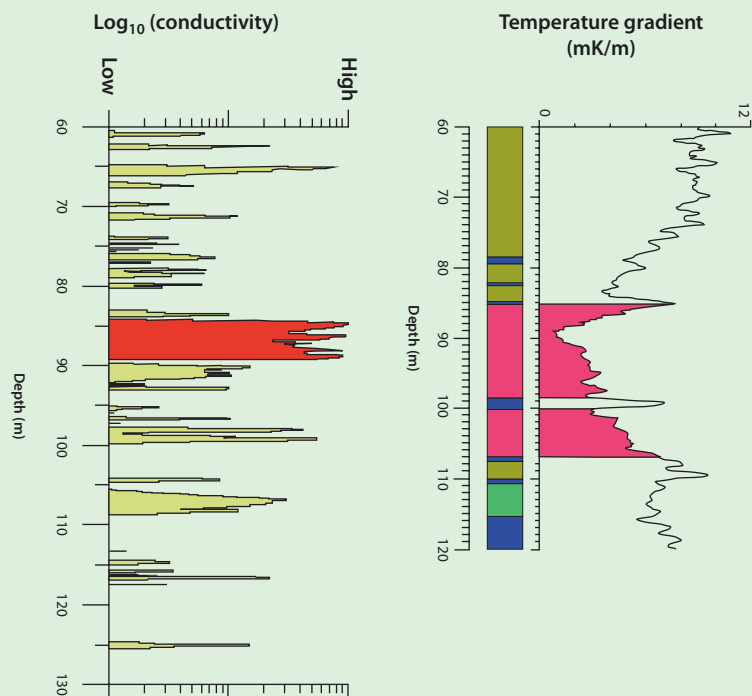 Log₁₀ (conductivity)
Low
High
60
70
80
90
100
110
120
130
Depth (m)
Temperature gradient
(mK/m)
0
12
60
70
80
90
100
110
120
Depth (m)
Depth (m)